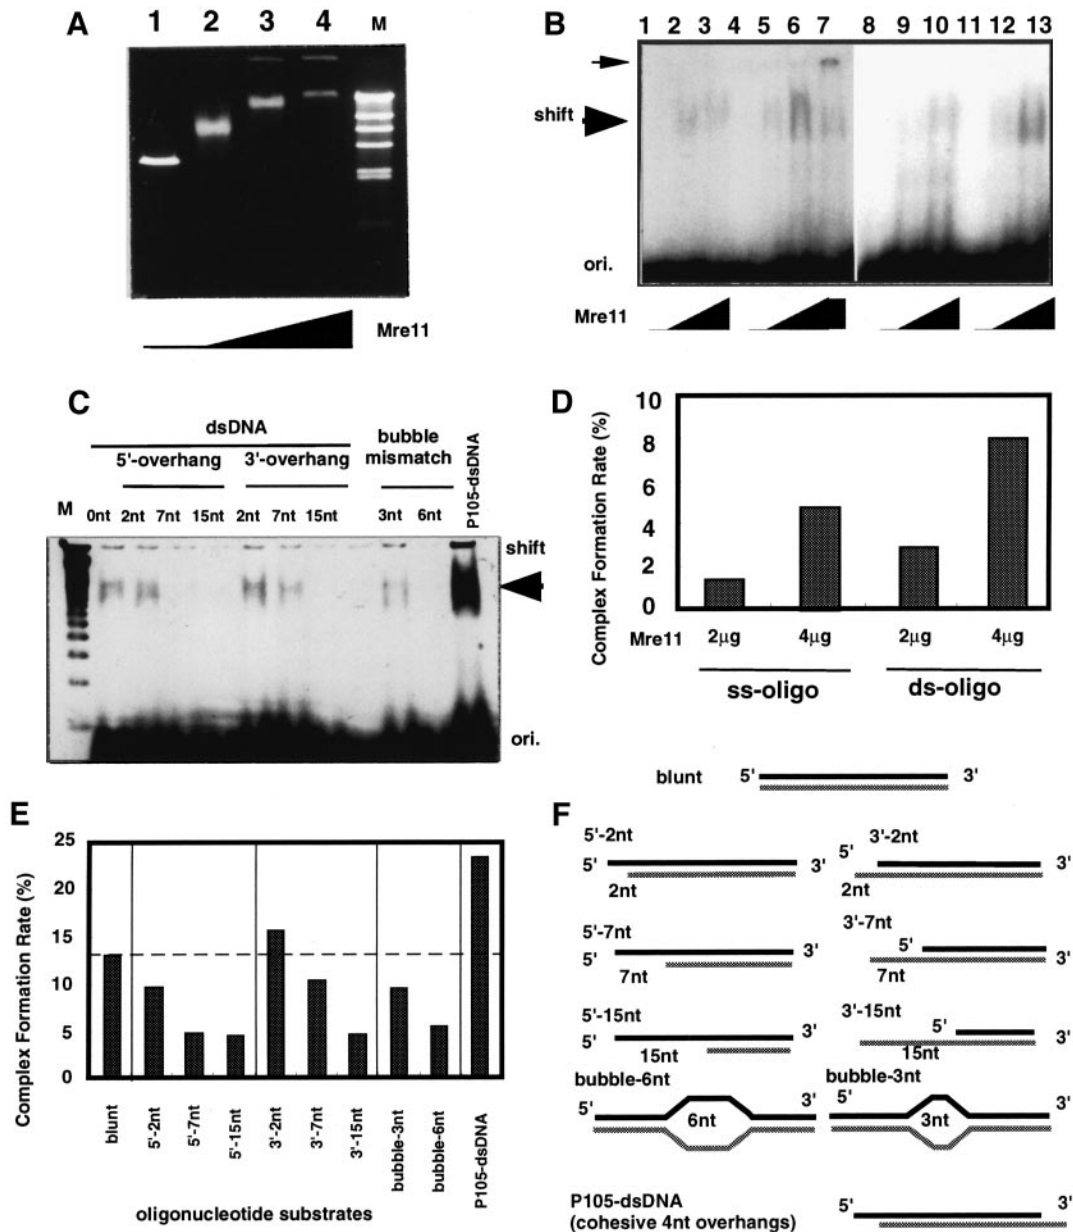 A
1 2 3 4 M
Mre11
B
1 2 3 4 5 6 7 8 9 10 11 12 13
shift
ori.
Mre11
C
dsDNA
5'-overhang 3'-overhang
bubble
mismatch
P105-dsDNA
M 0nt 2nt 7nt 15nt 2nt 7nt 15nt 3nt 6nt
shift
ori.
D
Complex Formation Rate (%)
10
8
6
4
2
0
Mre11 2μg 4μg 2μg 4μg
ss-oligo ds-oligo
E
Complex Formation Rate (%)
25
20
15
10
5
0
blunt 5'-2nt 5'-7nt 5'-15nt 3'-2nt 3'-7nt 3'-15nt bubble-3nt bubble-6nt P105-dsDNA
oligonucleotide substrates
blunt 5' 3'
F
5'-2nt
5' 3'
2nt
3'-2nt
5' 3'
2nt
5'-7nt
5' 3'
7nt
3'-7nt
5' 3'
7nt
5'-15nt
5' 3'
15nt
3'-15nt
5' 3'
15nt
bubble-6nt
5' 3'
6nt
bubble-3nt
5' 3'
3nt
P105-dsDNA
(cohesive 4nt overhangs)
5' 3'